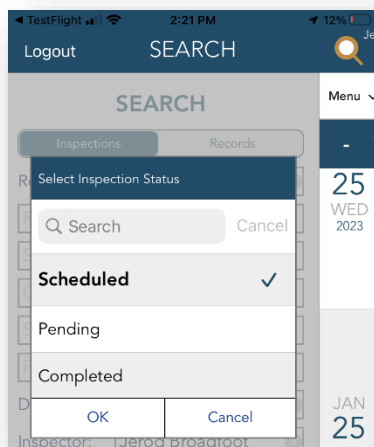 TestFlight 2:21 PM 12%
Logout SEARCH Je
Menu
SEARCH
Inspections Records
-
Select Inspection Status
25
WED
2023
Search Cancel
Scheduled
Pending
Completed
OK Cancel
JAN
25
Inspector: Jerod Broadfoot